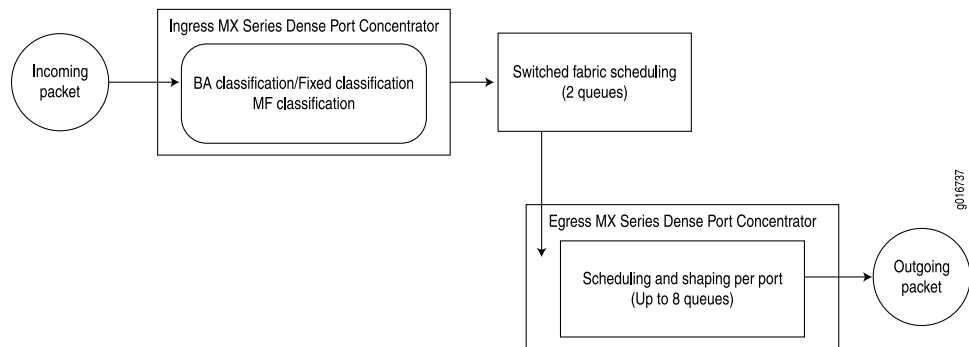 Ingress MX Series Dense Port Concentrator
Incoming
packet
BA classification/Fixed classification
MF classification
Switched fabric scheduling
(2 queues)
g016737
Egress MX Series Dense Port Concentrator
Scheduling and shaping per port
(Up to 8 queues)
Outgoing
packet